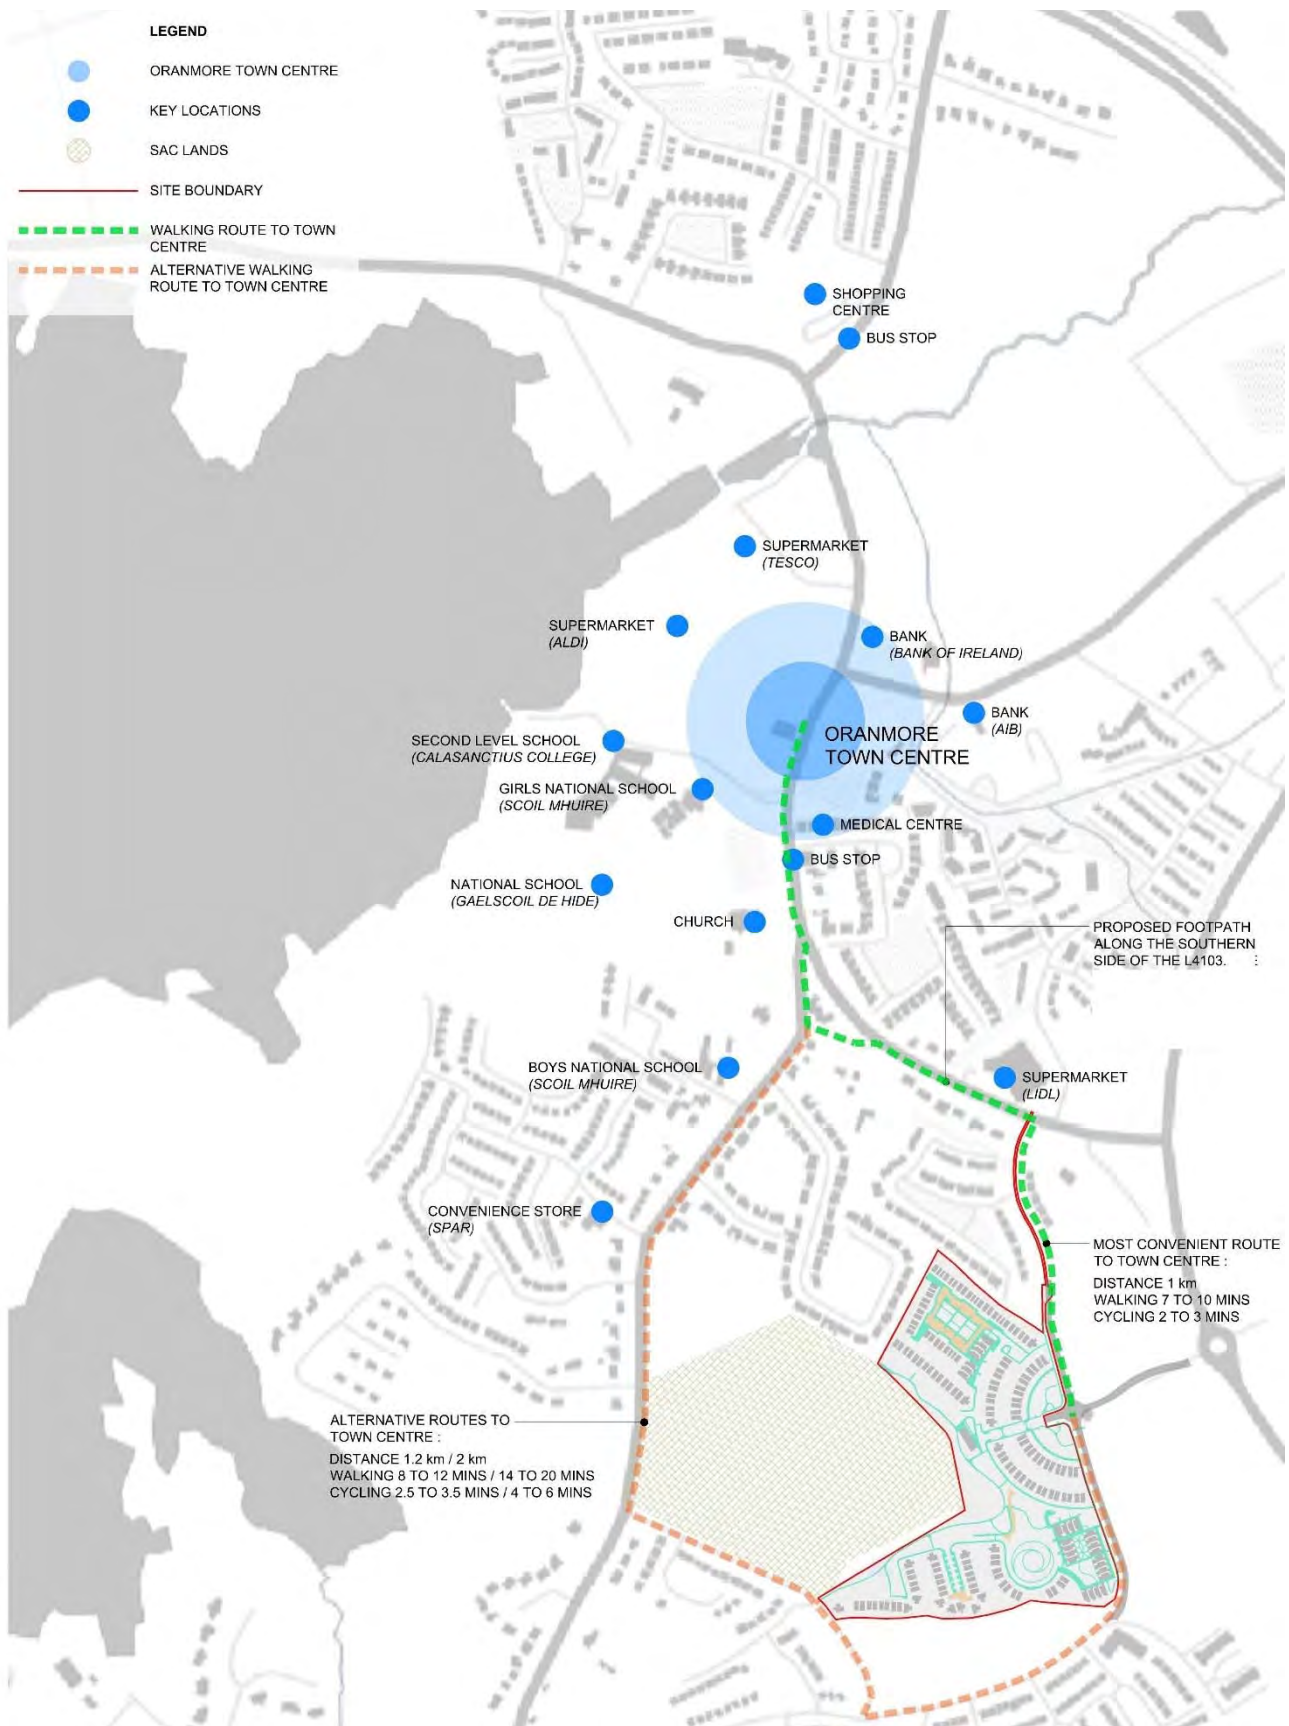 LEGEND
ORANMORE TOWN CENTRE
KEY LOCATIONS
SAC LANDS
SITE BOUNDARY
WALKING ROUTE TO TOWN
CENTRE
ALTERNATIVE WALKING
ROUTE TO TOWN CENTRE
SHOPPING
CENTRE
BUS STOP
SUPERMARKET
(TESCO)
SUPERMARKET
(ALDI)
BANK
(BANK OF IRELAND)
BANK
(AIB)
ORANMORE
TOWN CENTRE
SECOND LEVEL SCHOOL
(CALASANCTIUS COLLEGE)
GIRLS NATIONAL SCHOOL
(SCOIL MHUIRE)
MEDICAL CENTRE
BUS STOP
NATIONAL SCHOOL
(GAELSCOIL DE HIDE)
CHURCH
PROPOSED FOOTPATH
ALONG THE SOUTHERN
SIDE OF THE L4103.
BOYS NATIONAL SCHOOL
(SCOIL MHUIRE)
SUPERMARKET
(LIDL)
CONVENIENCE STORE
(SPAR)
MOST CONVENIENT ROUTE
TO TOWN CENTRE :
DISTANCE 1 km
WALKING 7 TO 10 MINS
CYCLING 2 TO 3 MINS
ALTERNATIVE ROUTES TO
TOWN CENTRE :
DISTANCE 1.2 km / 2 km
WALKING 8 TO 12 MINS / 14 TO 20 MINS
CYCLING 2.5 TO 3.5 MINS / 4 TO 6 MINS